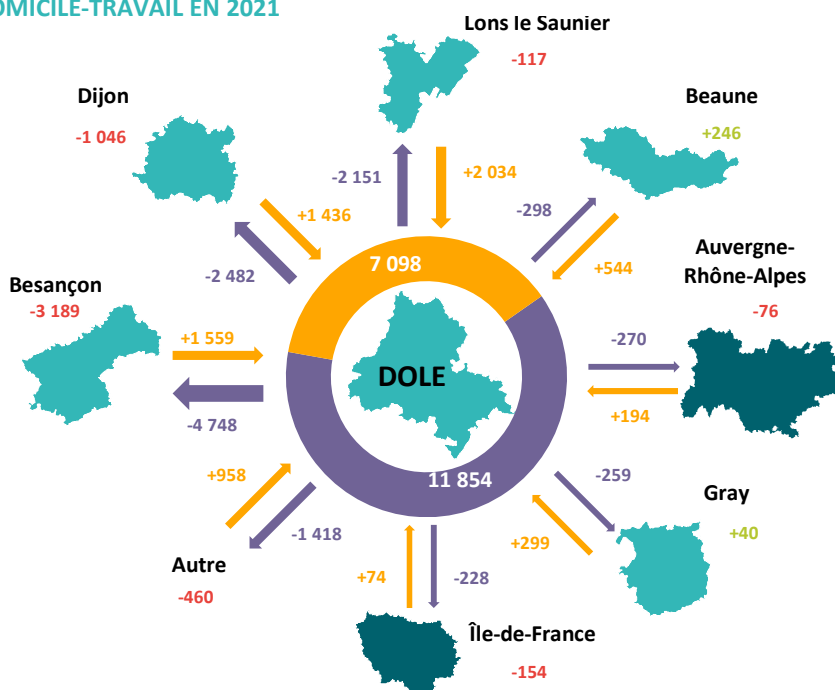 OMICILE-TRAVAIL EN 2021
Lons le Saunier
-117
Dijon
-1 046
Beaune
+246
-2 151
+2 034
-298
+1 436
+544
-2 482
7 098
Auvergne-
Rhône-Alpes
-76
Besançon
-3 189
+1 559
-270
DOLE
+194
-4 748
+958
11 854
-259
Gray
+40
-1 418
+299
Autre
-460
+74
-228
Île-de-France
-154